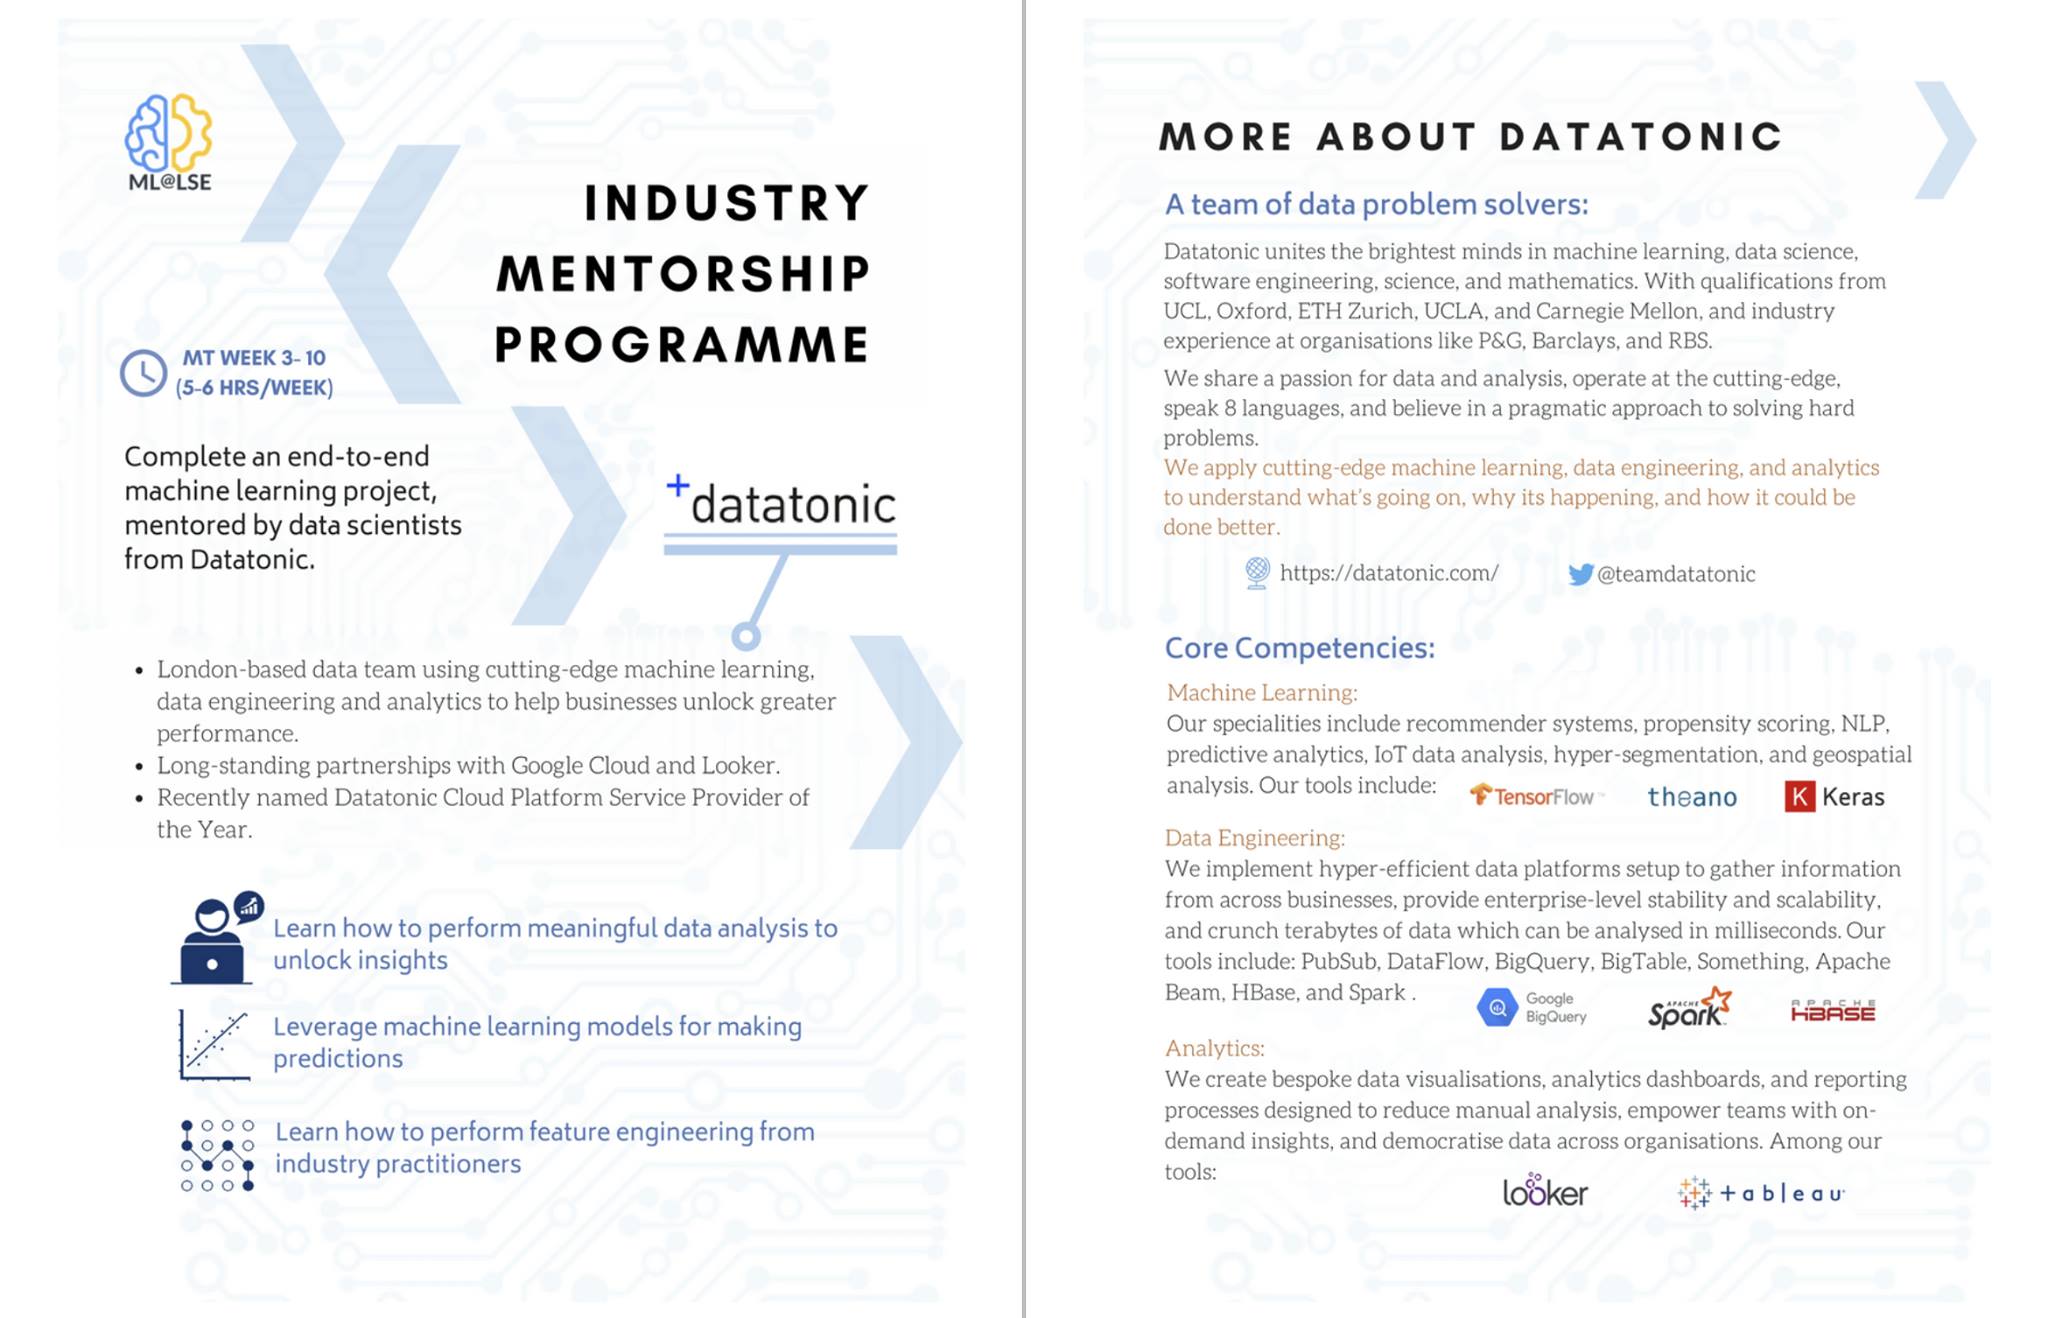 ML@LSE
INDUSTRY
MENTORSHIP
PROGRAMME
MT WEEK 3- 10
(5-6 HRS/WEEK)
Complete an end-to-end
machine learning project,
mentored by data scientists
from Datatonic.
+datatonic
• London-based data team using cutting-edge machine learning,
data engineering and analytics to help businesses unlock greater
performance.
• Long-standing partnerships with Google Cloud and Looker.
• Recently named Datatonic Cloud Platform Service Provider of
the Year.
Learn how to perform meaningful data analysis to
unlock insights
Leverage machine learning models for making
predictions
Learn how to perform feature engineering from
industry practitioners
MORE ABOUT DATATONIC
A team of data problem solvers:
Datatonic unites the brightest minds in machine learning, data science,
software engineering, science, and mathematics. With qualifications from
UCL, Oxford, ETH Zurich, UCLA, and Carnegie Mellon, and industry
experience at organisations like P&G, Barclays, and RBS.
We share a passion for data and analysis, operate at the cutting-edge,
speak 8 languages, and believe in a pragmatic approach to solving hard
problems.
We apply cutting-edge machine learning, data engineering, and analytics
to understand what's going on, why its happening, and how it could be
done better.
https://datatonic.com/ @teamdatatonic
Core Competencies:
Machine Learning:
Our specialities include recommender systems, propensity scoring, NLP,
predictive analytics, IoT data analysis, hyper-segmentation, and geospatial
analysis. Our tools include: TensorFlow™ theano K Keras
Data Engineering:
We implement hyper-efficient data platforms setup to gather information
from across businesses, provide enterprise-level stability and scalability,
and crunch terabytes of data which can be analysed in milliseconds. Our
tools include: PubSub, DataFlow, BigQuery, BigTable, Something, Apache
Beam, HBase, and Spark .
Google
BigQuery
APACHE
Spark™
APACHE
HBASE
Analytics:
We create bespoke data visualisations, analytics dashboards, and reporting
processes designed to reduce manual analysis, empower teams with on-
demand insights, and democratise data across organisations. Among our
tools:
looker +ableau